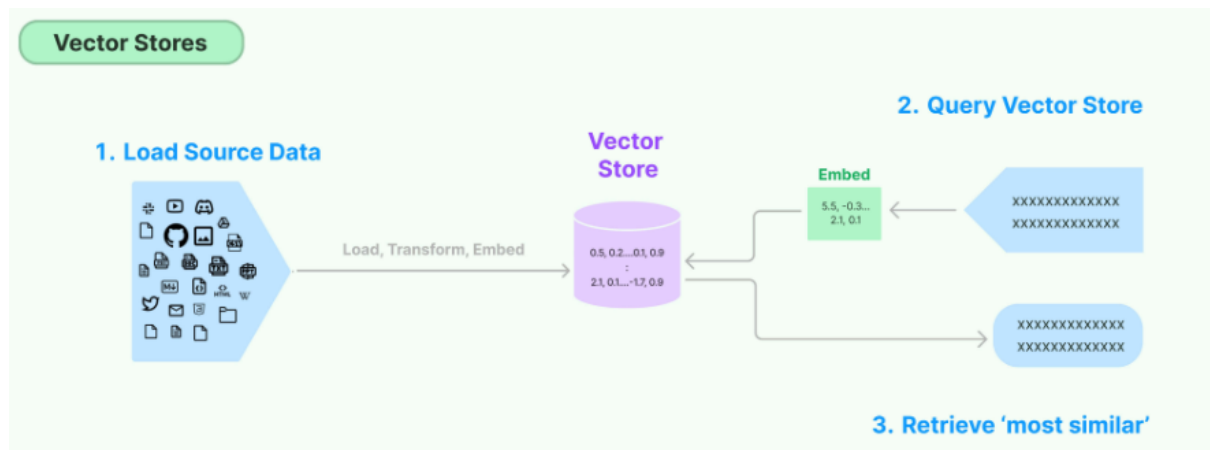 Vector Stores
2. Query Vector Store
1. Load Source Data
Vector
Store
Embed
5.5, -0.3...
2.1, 0.1
XXXXXXXXXXXXX
XXXXXXXXXXXXX
Load, Transform, Embed
0.5, 0.2....0.1, 0.9
:
2.1, 0.1....-1.7, 0.9
M↓
<>
HTML
W
XXXXXXXXXXXXX
XXXXXXXXXXXXX
3. Retrieve ‘most similar’